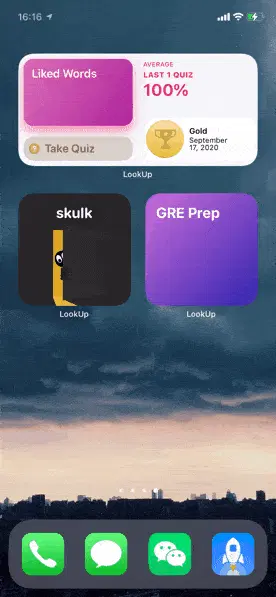 16:16
Liked Words
AVERAGE
LAST 1 QUIZ
100%
Take Quiz
Gold
September
17, 2020
LookUp
skulk
GRE Prep
LookUp
LookUp